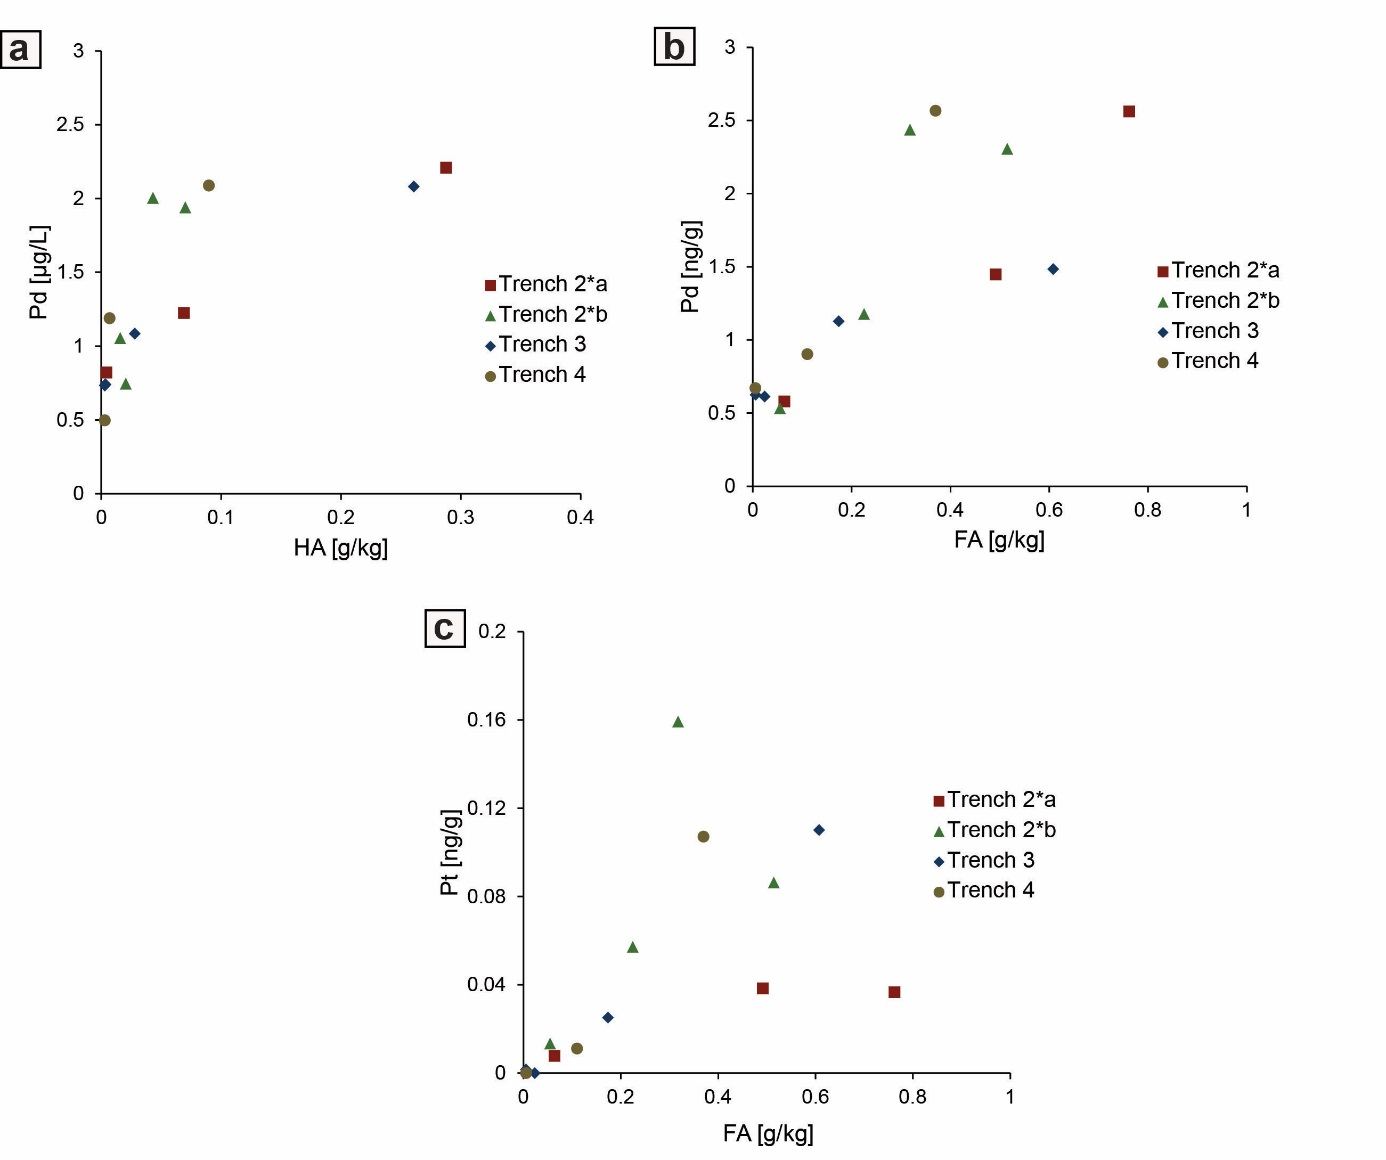 a
3
2.5
2
1.5
1
0.5
0
Pd [µg/L]
0 0.1 0.2 0.3 0.4
HA [g/kg]
Trench 2*a
Trench 2*b
Trench 3
Trench 4
b
3
2.5
2
1.5
1
0.5
0
Pd [ng/g]
0 0.2 0.4 0.6 0.8 1
FA [g/kg]
Trench 2*a
Trench 2*b
Trench 3
Trench 4
c
0.2
0.16
0.12
0.08
0.04
0
Pt [ng/g]
0 0.2 0.4 0.6 0.8 1
FA [g/kg]
Trench 2*a
Trench 2*b
Trench 3
Trench 4